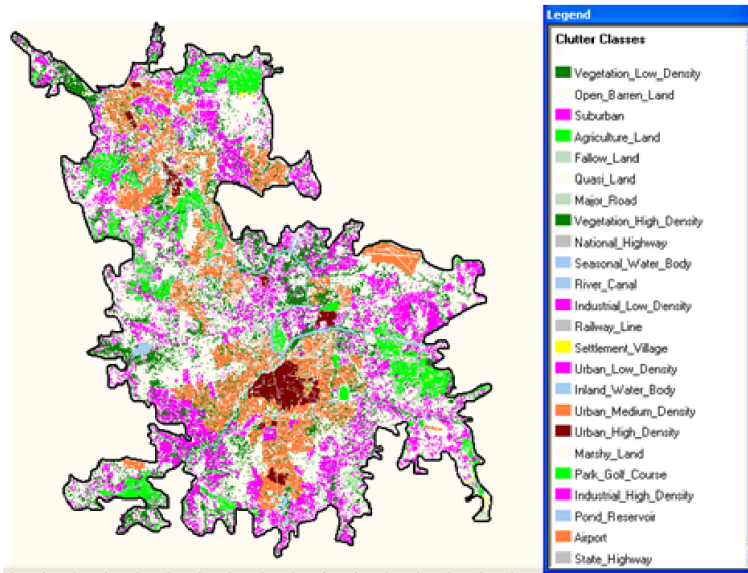 Legend
Clutter Classes
Vegetation_Low_Density
Open_Barren_Land
Suburban
Agriculture_Land
Fallow_Land
Quasi_Land
Major_Road
Vegetation_High_Density
National_Highway
Seasonal_Water_Body
River_Canal
Industrial_Low_Density
Railway_Line
Settlement_Village
Urban_Low_Density
Inland_Water_Body
Urban_Medium_Density
Urban_High_Density
Marshy_Land
Park_Golf_Course
Industrial_High_Density
Pond_Reservoir
Airport
State_Highway